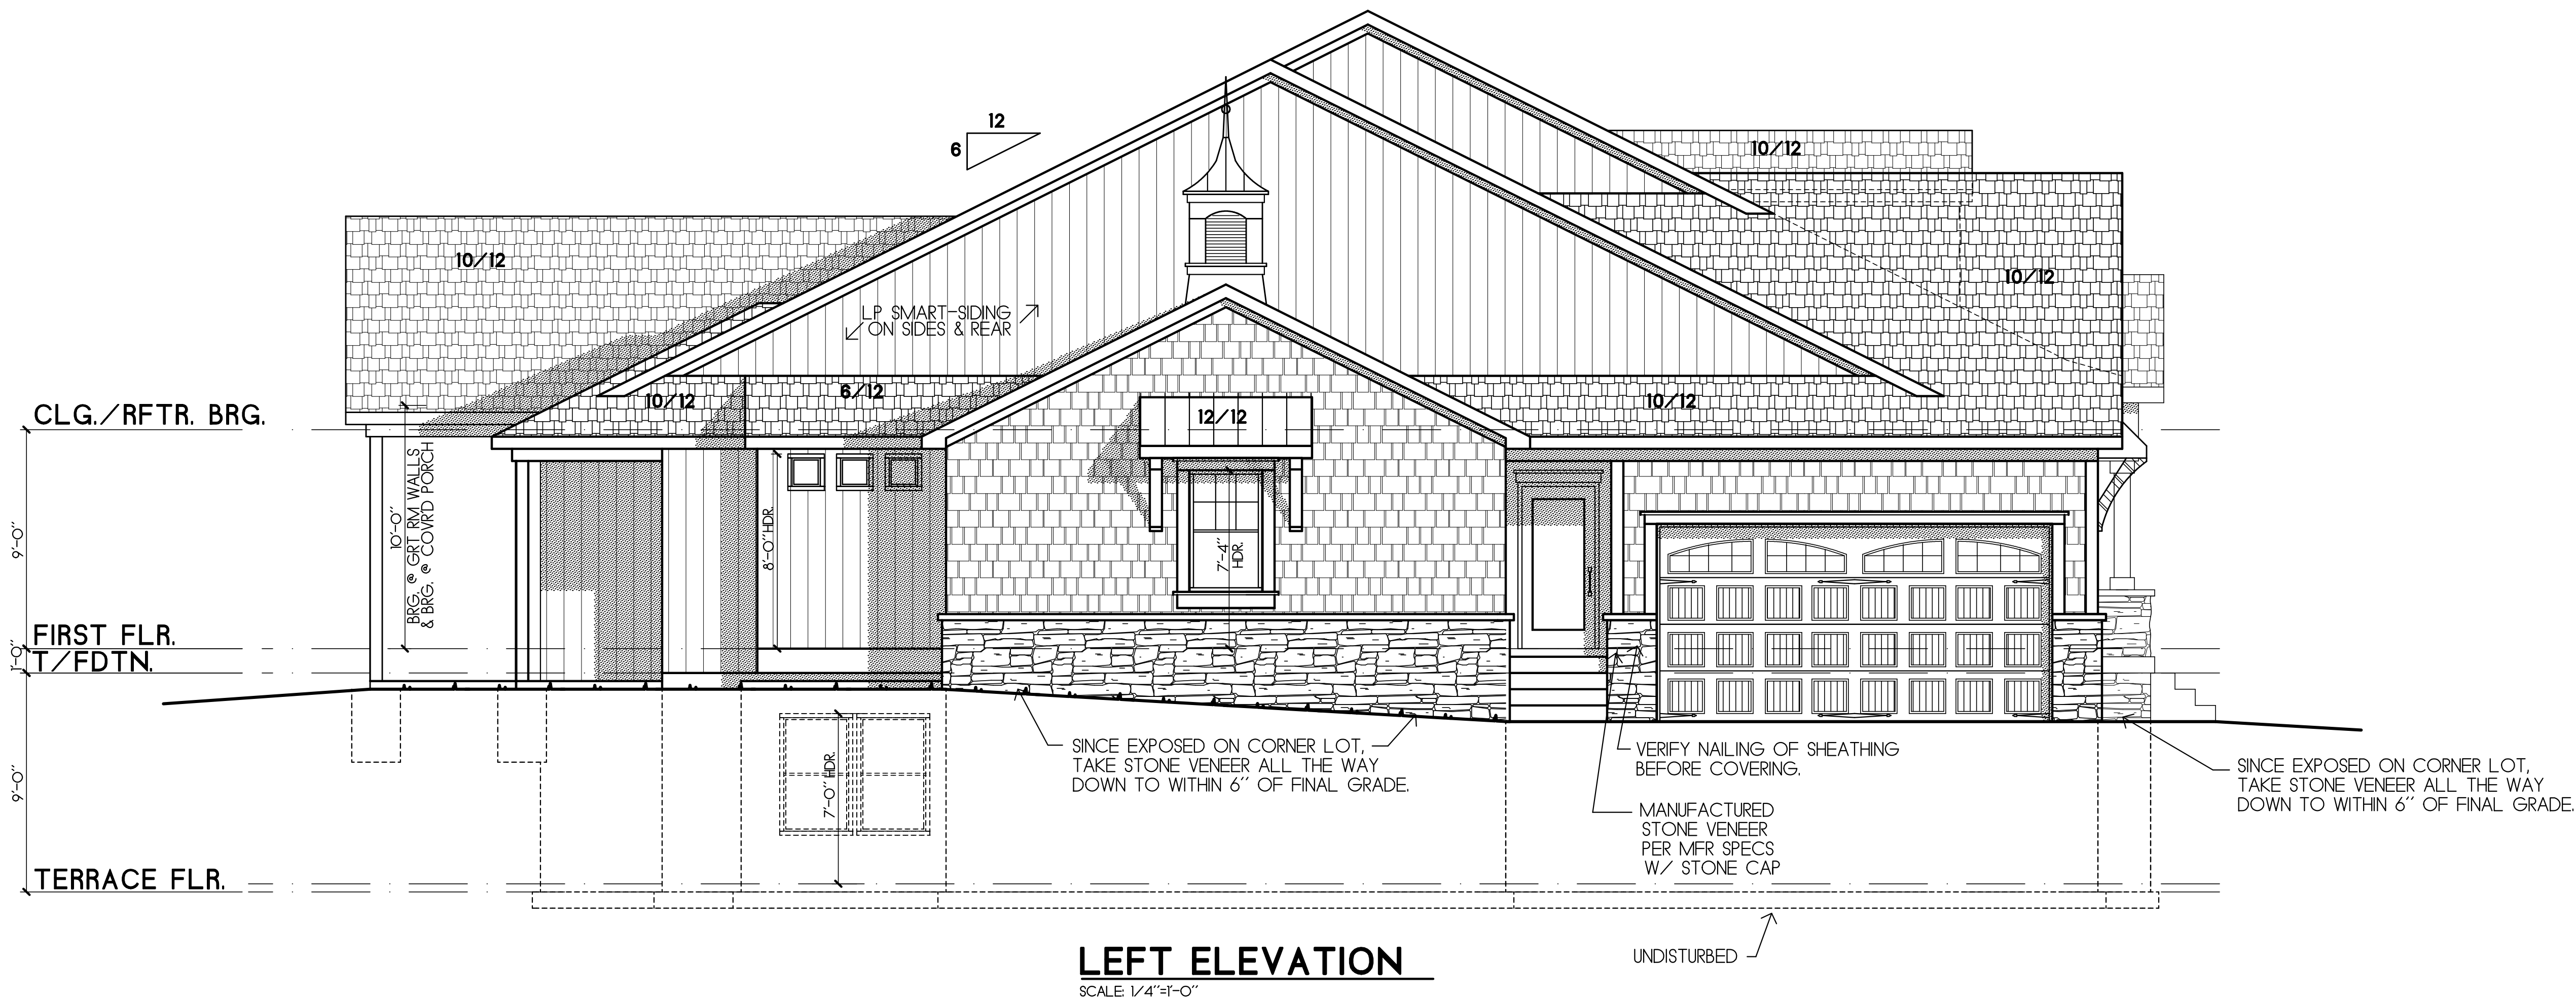 12
6
10/12
10/12
10/12
LP SMART-SIDING
ON SIDES & REAR
10/12
6/12
12/12
10/12
CLG./RFTR. BRG.
9'-0"
10'-0"
BRG. @ GRT RM WALLS
& BRG. @ COVR'D PORCH
8'-0" HDR.
7'-4"
HDR.
FIRST FLR.
1'-0"
T/FDTN.
9'-0"
7'-0" HDR.
SINCE EXPOSED ON CORNER LOT,
TAKE STONE VENEER ALL THE WAY
DOWN TO WITHIN 6" OF FINAL GRADE.
VERIFY NAILING OF SHEATHING
BEFORE COVERING.
MANUFACTURED
STONE VENEER
PER MFR SPECS
W/ STONE CAP
SINCE EXPOSED ON CORNER LOT,
TAKE STONE VENEER ALL THE WAY
DOWN TO WITHIN 6" OF FINAL GRADE.
TERRACE FLR.
UNDISTURBED
LEFT ELEVATION
SCALE: 1/4"=1'-0"